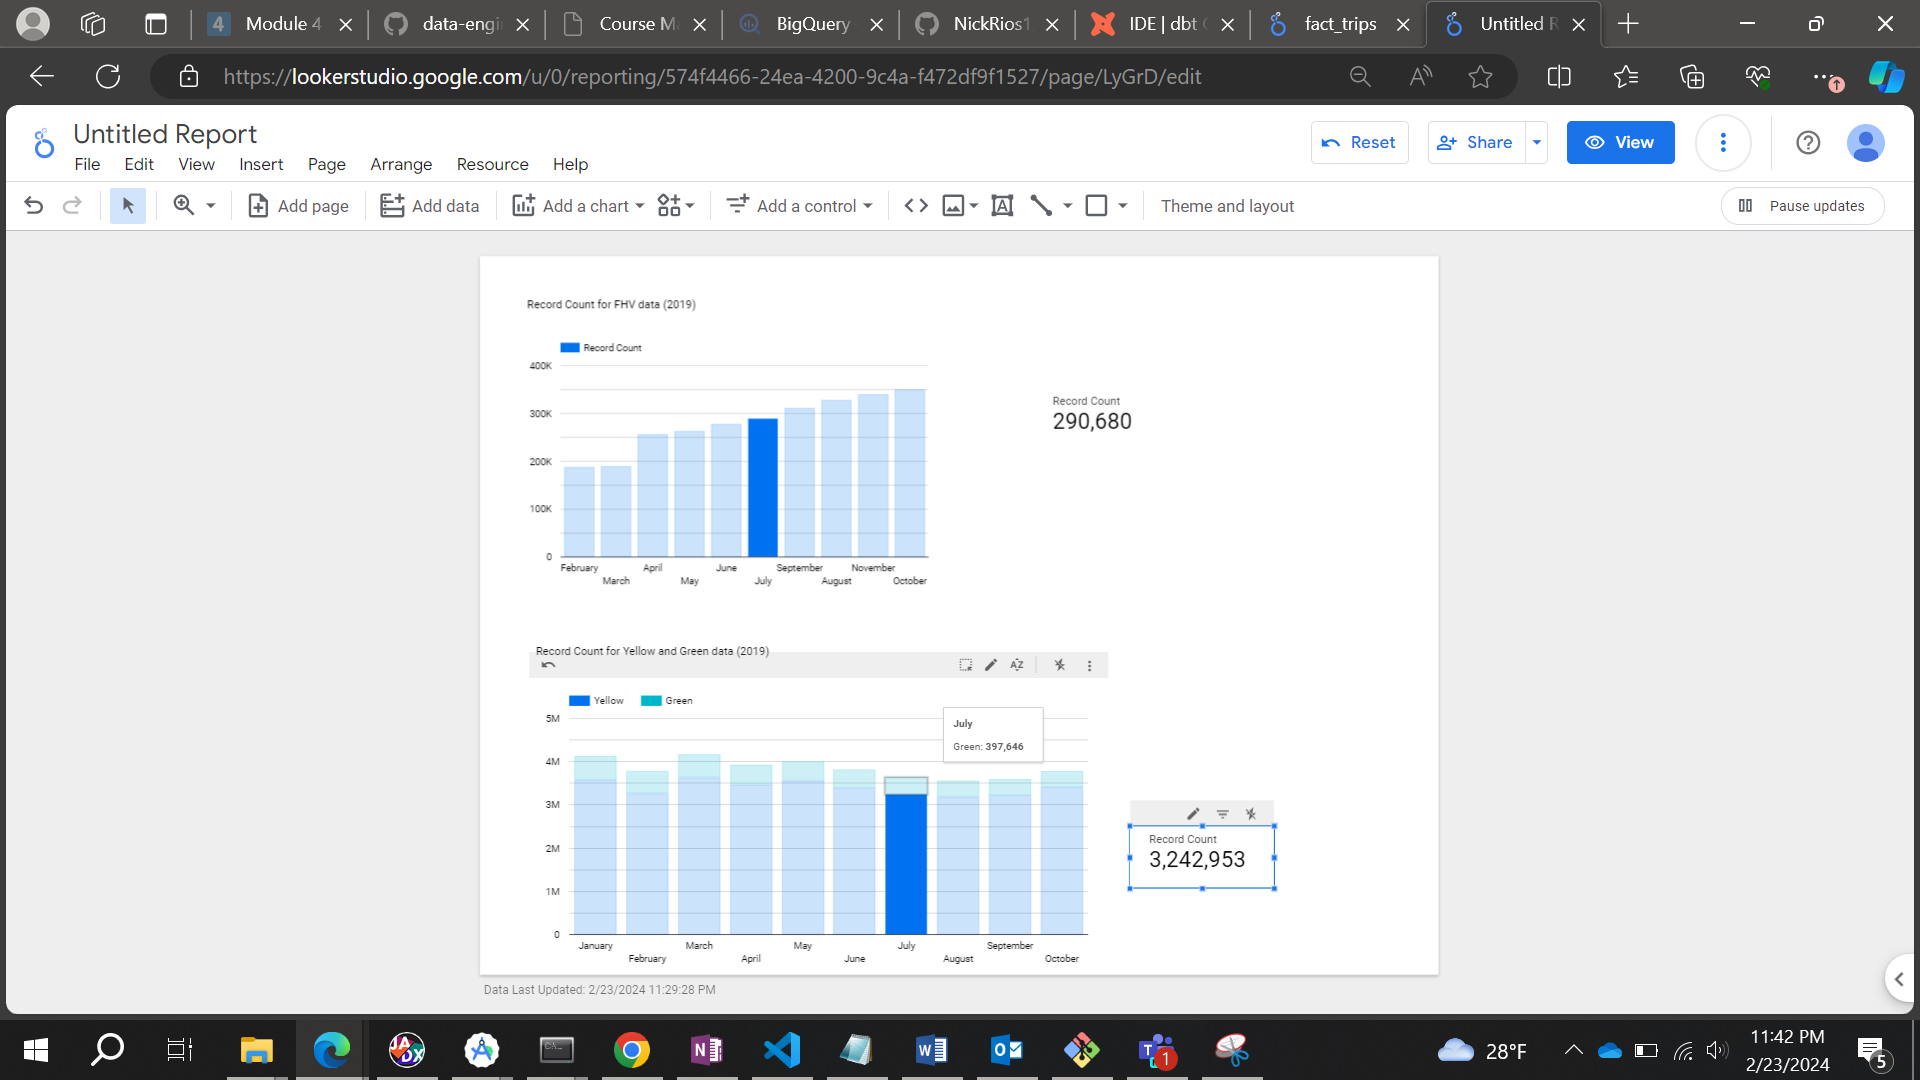 Module 4
data-engi
Course Ma
BigQuery
NickRios1
IDE | dbt C
fact_trips
Untitled R
https://lookerstudio.google.com/u/0/reporting/574f4466-24ea-4200-9c4a-f472df9f1527/page/LyGrD/edit
Untitled Report
File Edit View Insert Page Arrange Resource Help
Reset
Share
View
Add page
Add data
Add a chart
Add a control
Theme and layout
Pause updates
Record Count for FHV data (2019)
Record Count
400K
300K
200K
100K
0
February
March
April
May
June
July
September
August
November
October
Record Count
290,680
Record Count for Yellow and Green data (2019)
Yellow
Green
5M
4M
3M
2M
1M
0
July
Green: 397,646
January
February
March
April
May
June
July
August
September
October
Record Count
3,242,953
Data Last Updated: 2/23/2024 11:29:28 PM
28°F
11:42 PM
2/23/2024
5
1